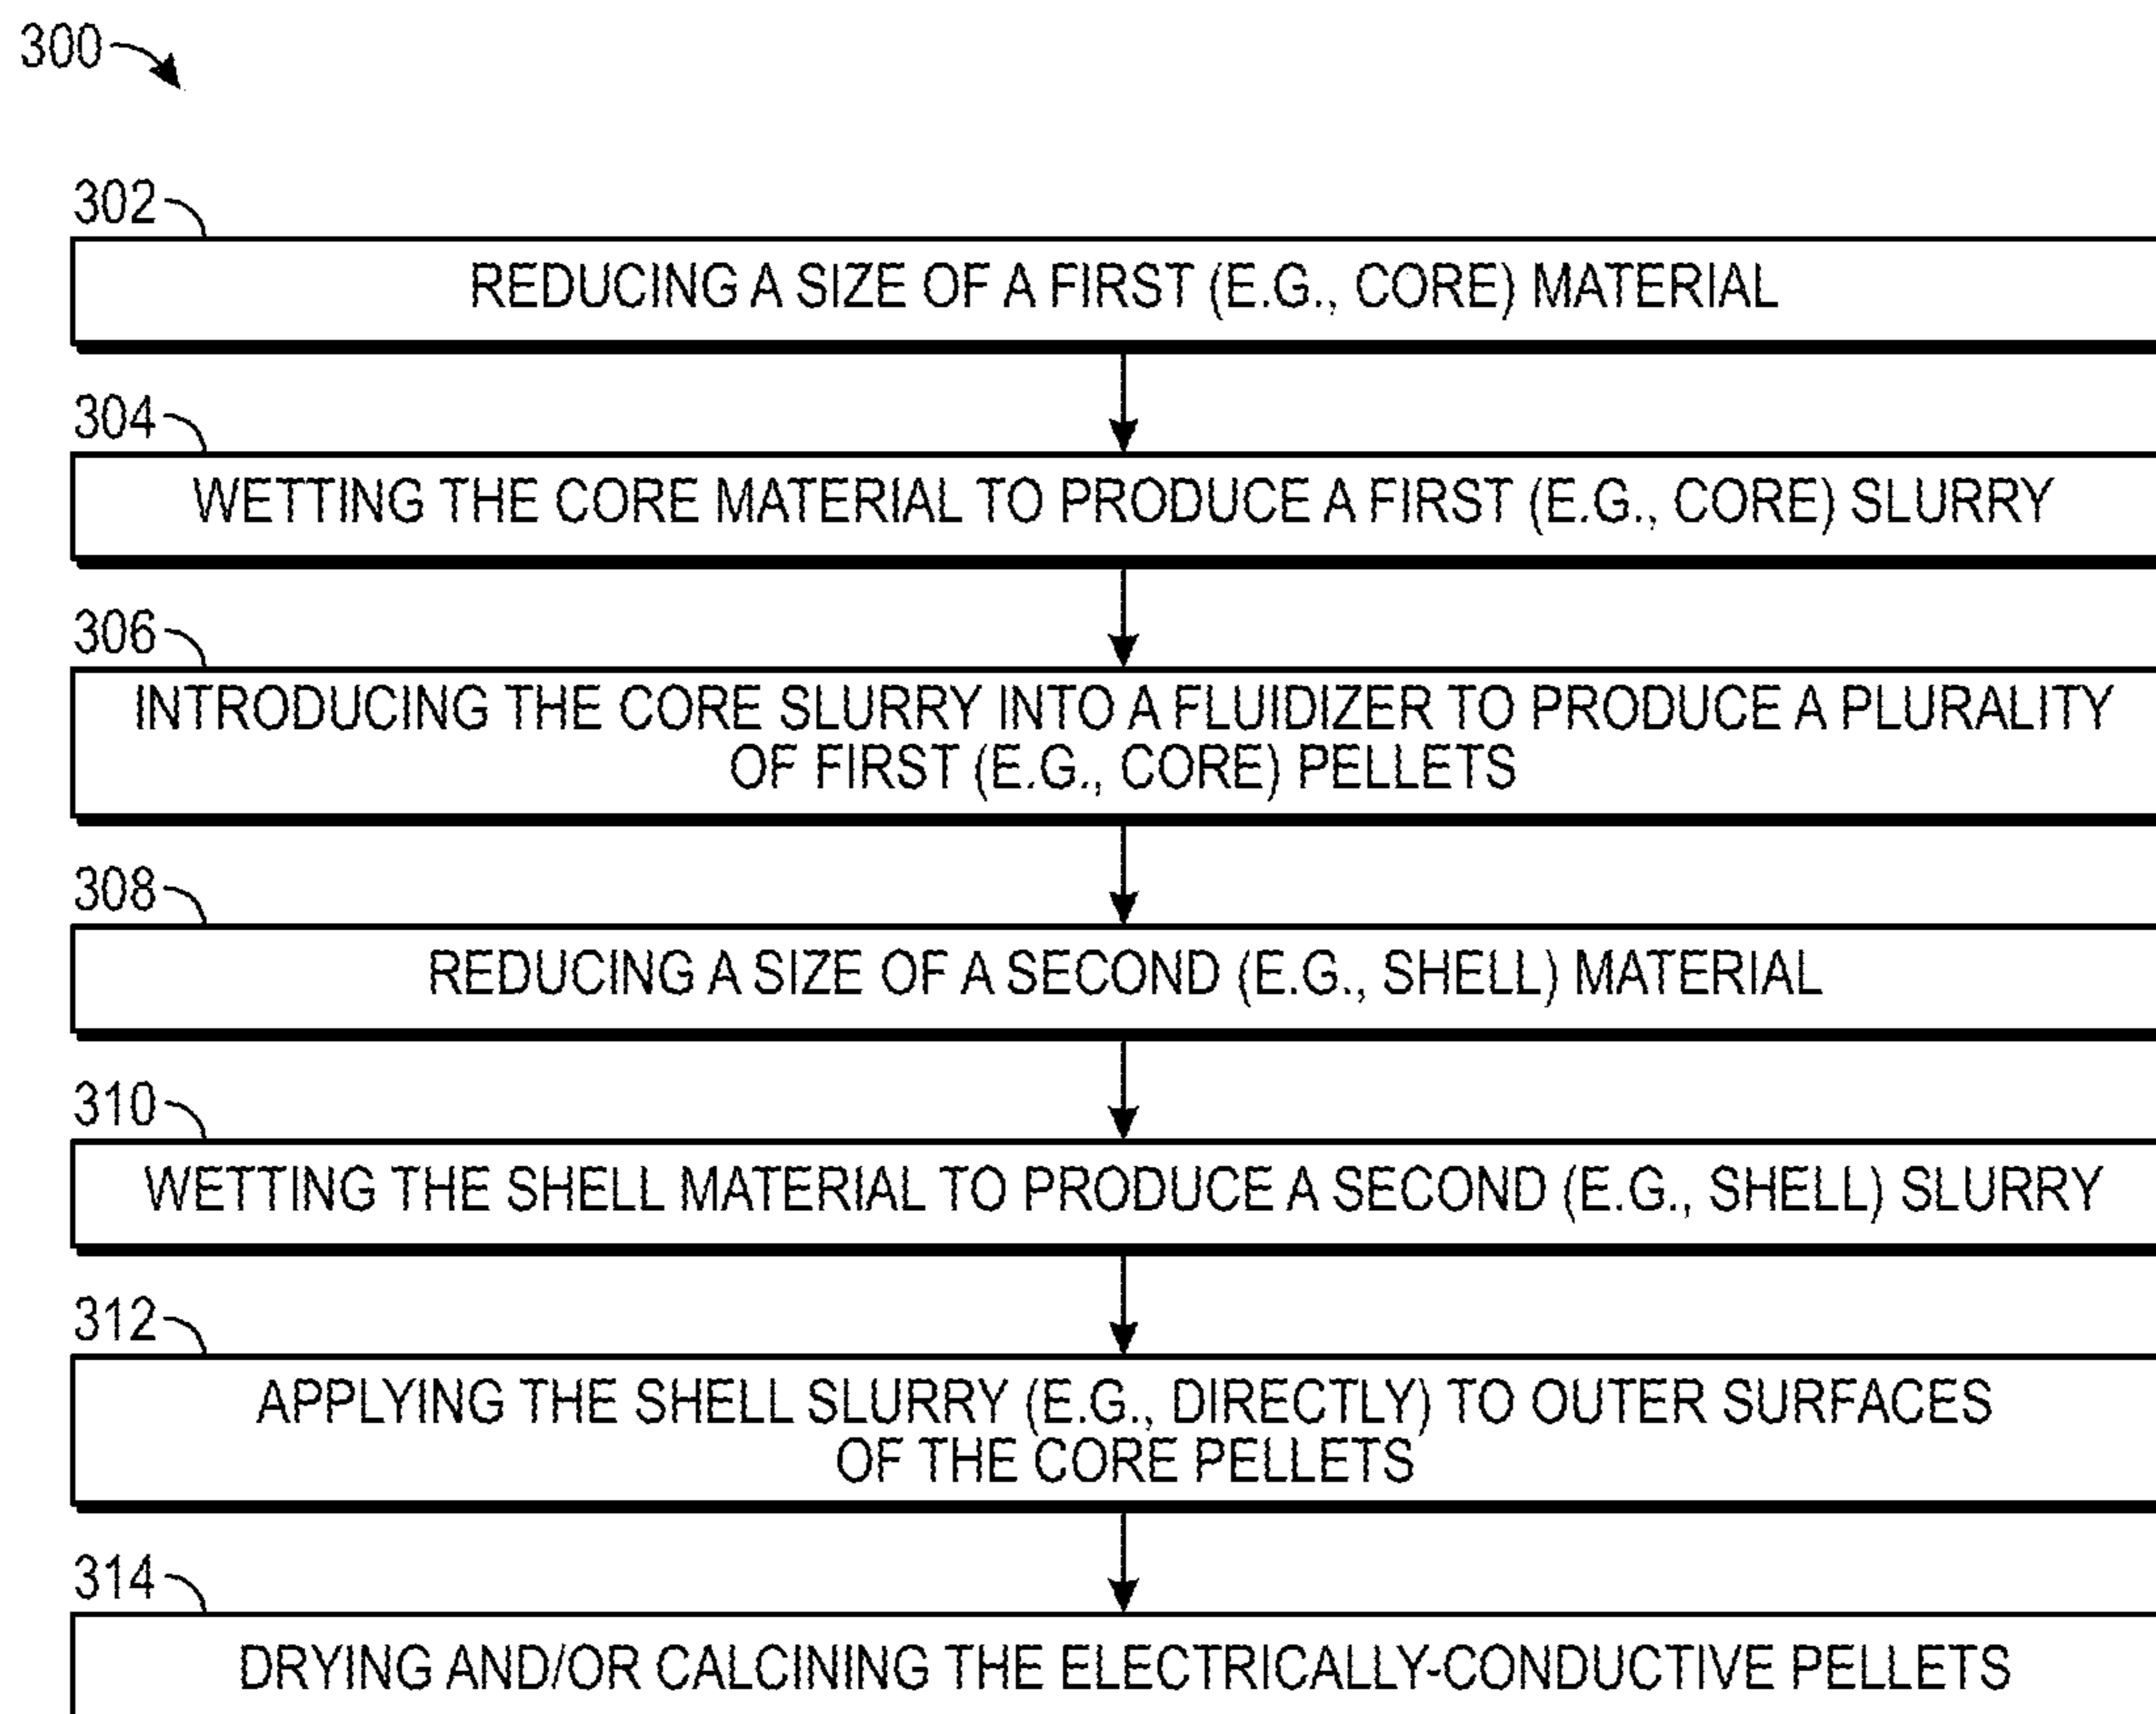 300
302
REDUCING A SIZE OF A FIRST (E.G., CORE) MATERIAL
304
WETTING THE CORE MATERIAL TO PRODUCE A FIRST (E.G., CORE) SLURRY
306
INTRODUCING THE CORE SLURRY INTO A FLUIDIZER TO PRODUCE A PLURALITY
OF FIRST (E.G., CORE) PELLETS
308
REDUCING A SIZE OF A SECOND (E.G., SHELL) MATERIAL
310
WETTING THE SHELL MATERIAL TO PRODUCE A SECOND (E.G., SHELL) SLURRY
312
APPLYING THE SHELL SLURRY (E.G., DIRECTLY) TO OUTER SURFACES
OF THE CORE PELLETS
314
DRYING AND/OR CALCINING THE ELECTRICALLY-CONDUCTIVE PELLETS